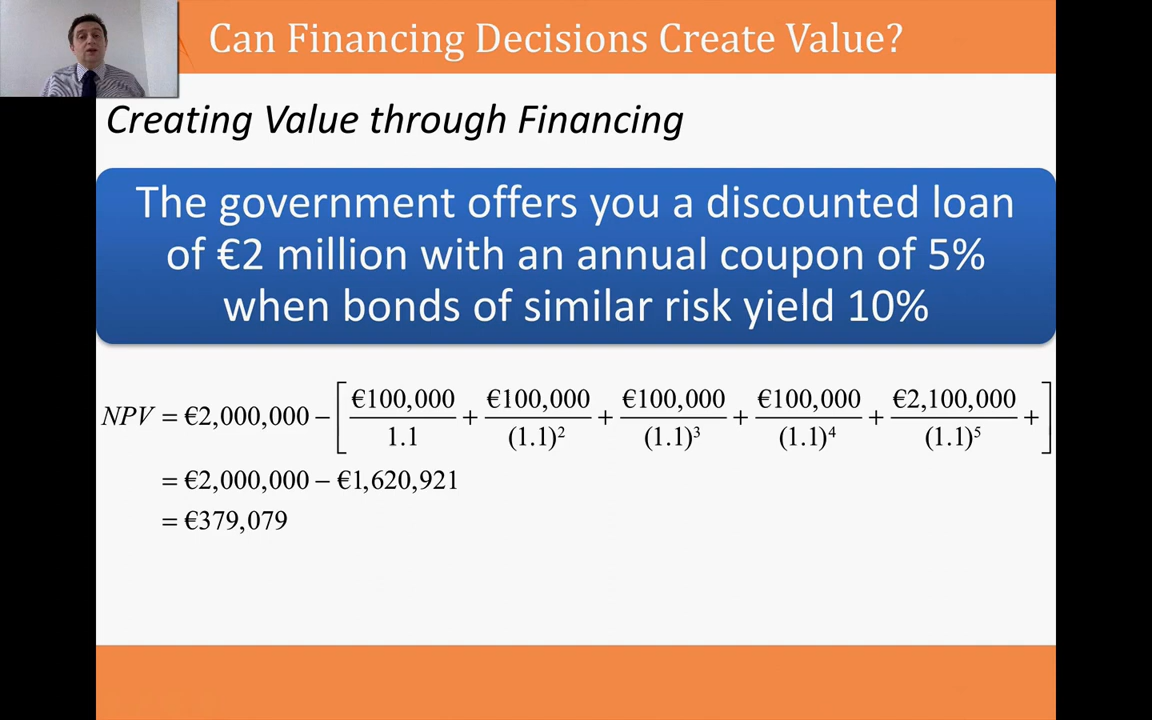 Can Financing Decisions Create Value?
Creating Value through Financing
The government offers you a discounted loan
of €2 million with an annual coupon of 5%
when bonds of similar risk yield 10%
NPV = €2,000,000 − [ €100,000/1.1 + €100,000/(1.1)² + €100,000/(1.1)³ + €100,000/(1.1)⁴ + €2,100,000/(1.1)⁵ + ]
= €2,000,000 − €1,620,921
= €379,079